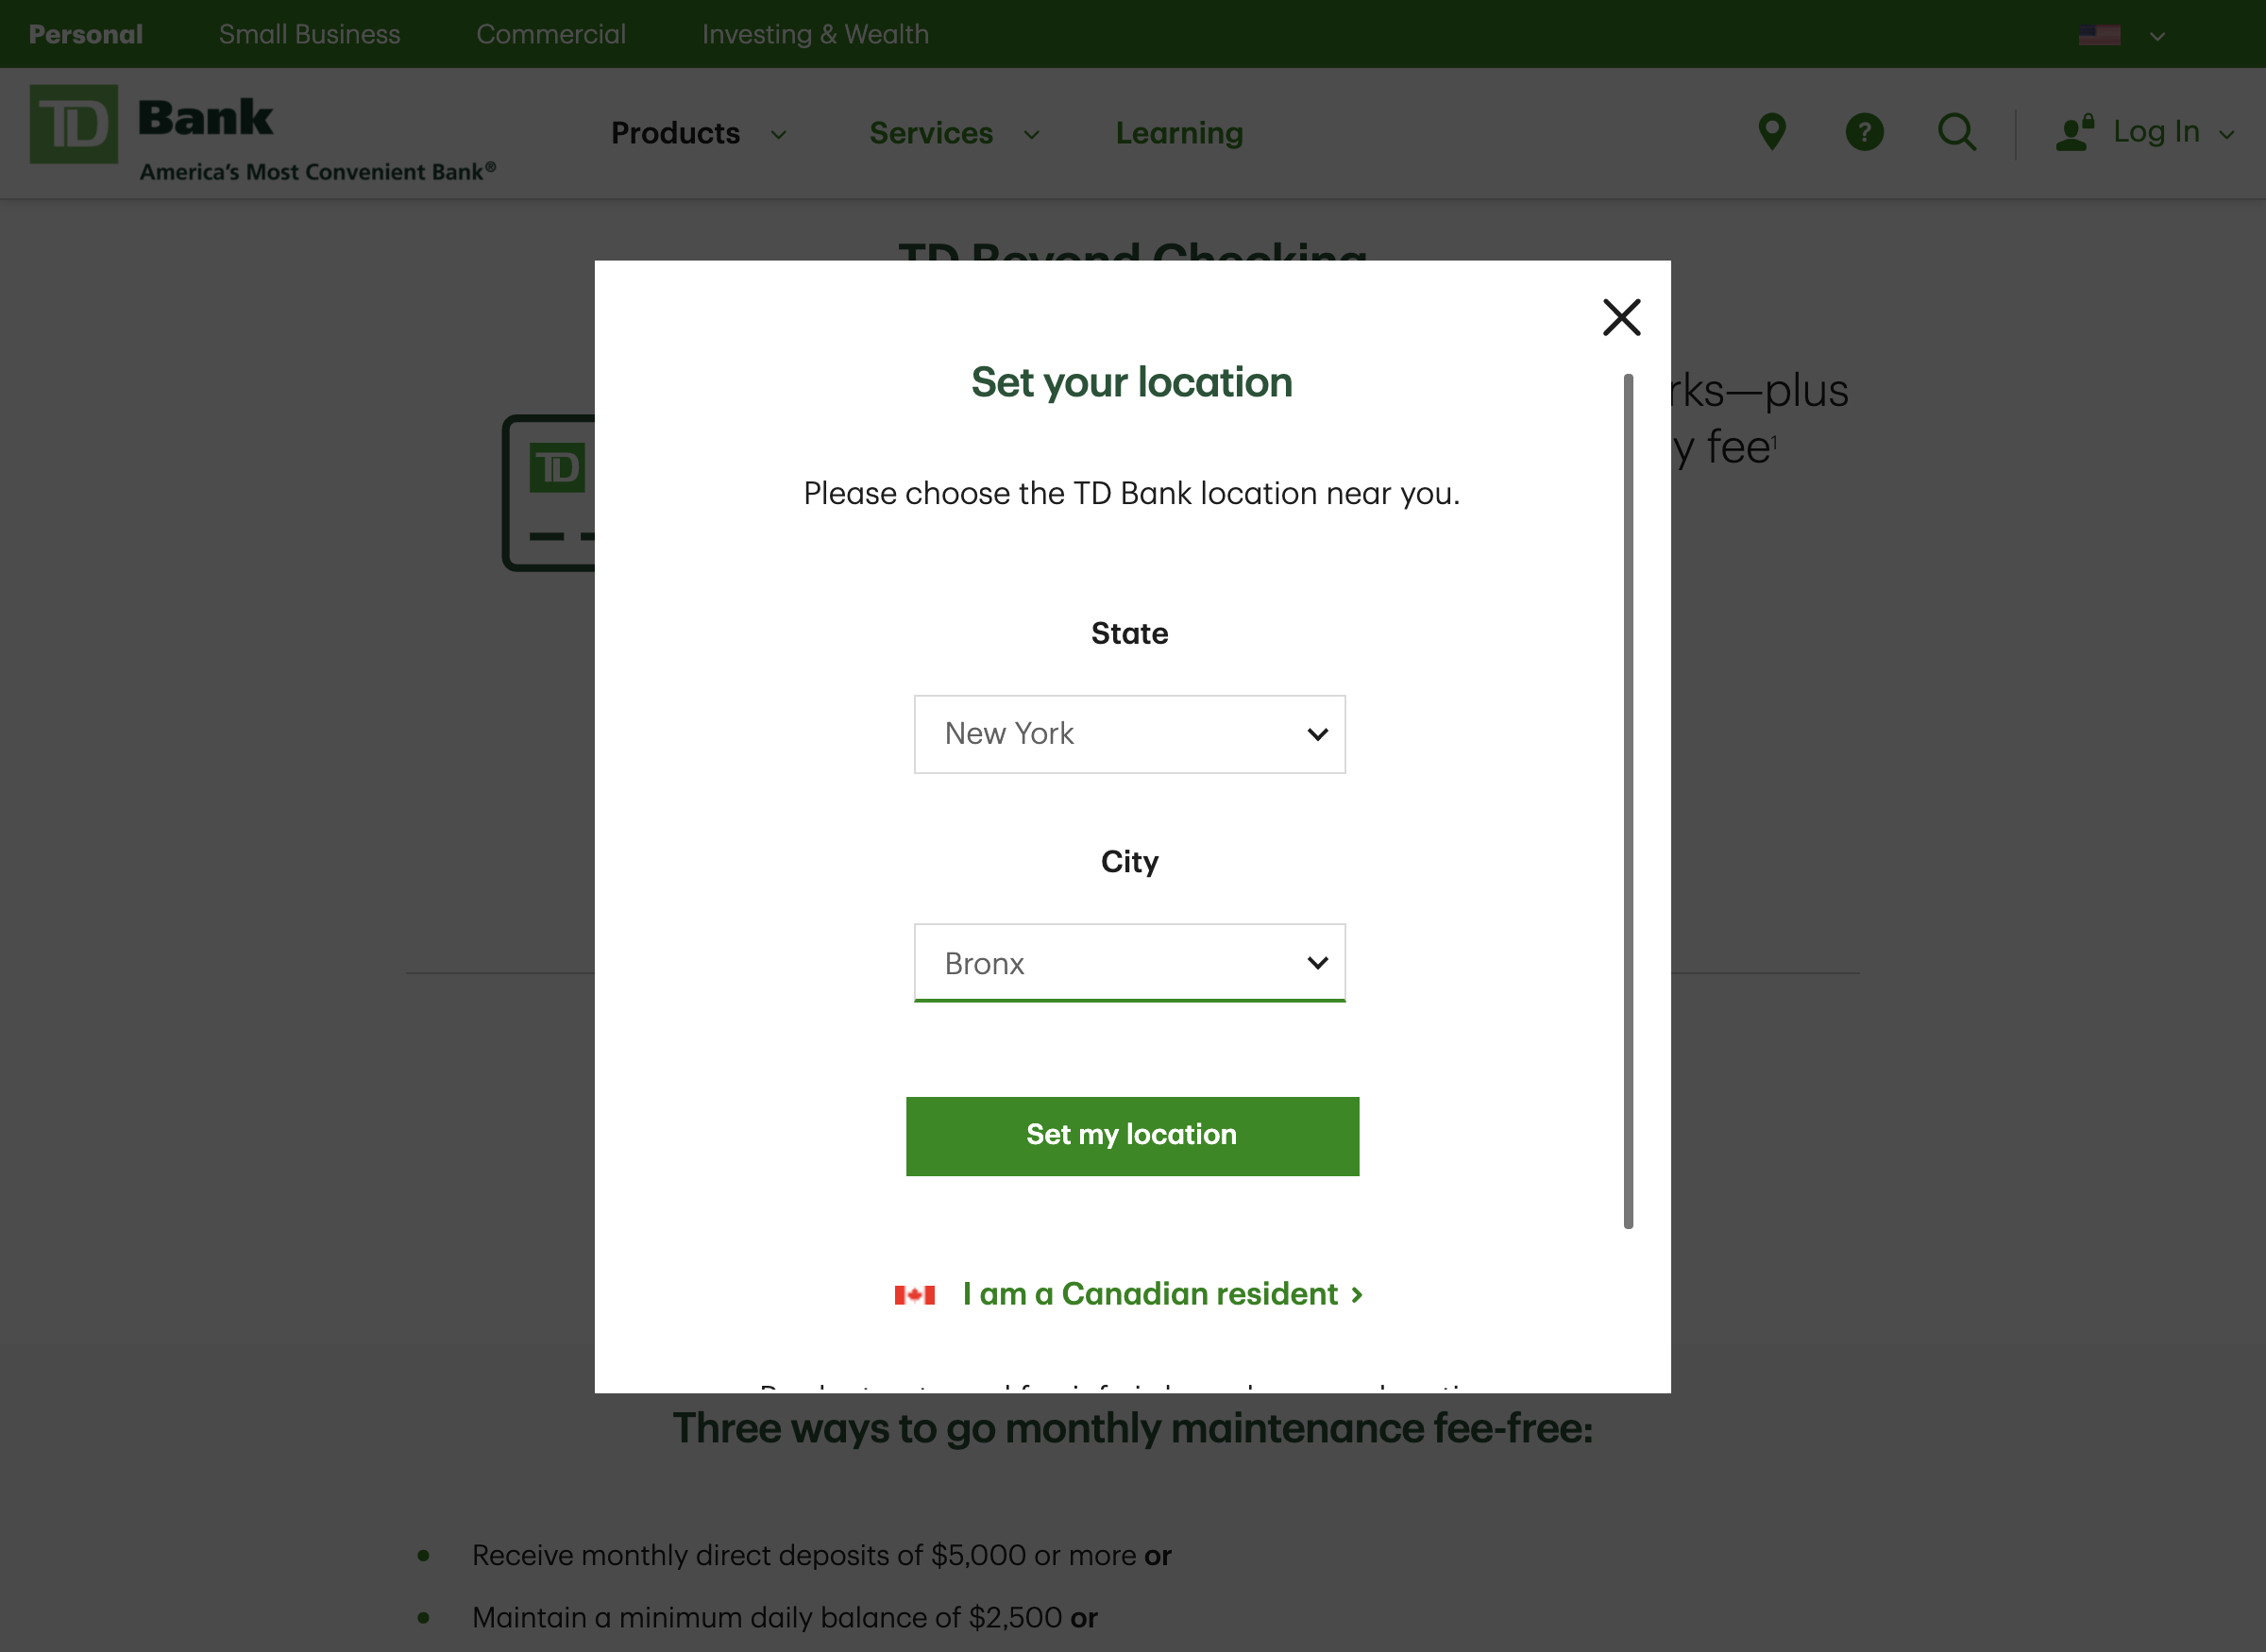 Personal Small Business Commercial Investing & Wealth
TD Bank
America's Most Convenient Bank®
Products Services Learning
? Log In
TD Beyond Checking
Set your location
rks—plus
y fee¹
TD
Please choose the TD Bank location near you.
State
New York
City
Bronx
Set my location
I am a Canadian resident
Three ways to go monthly maintenance fee-free:
Receive monthly direct deposits of $5,000 or more or
Maintain a minimum daily balance of $2,500 or